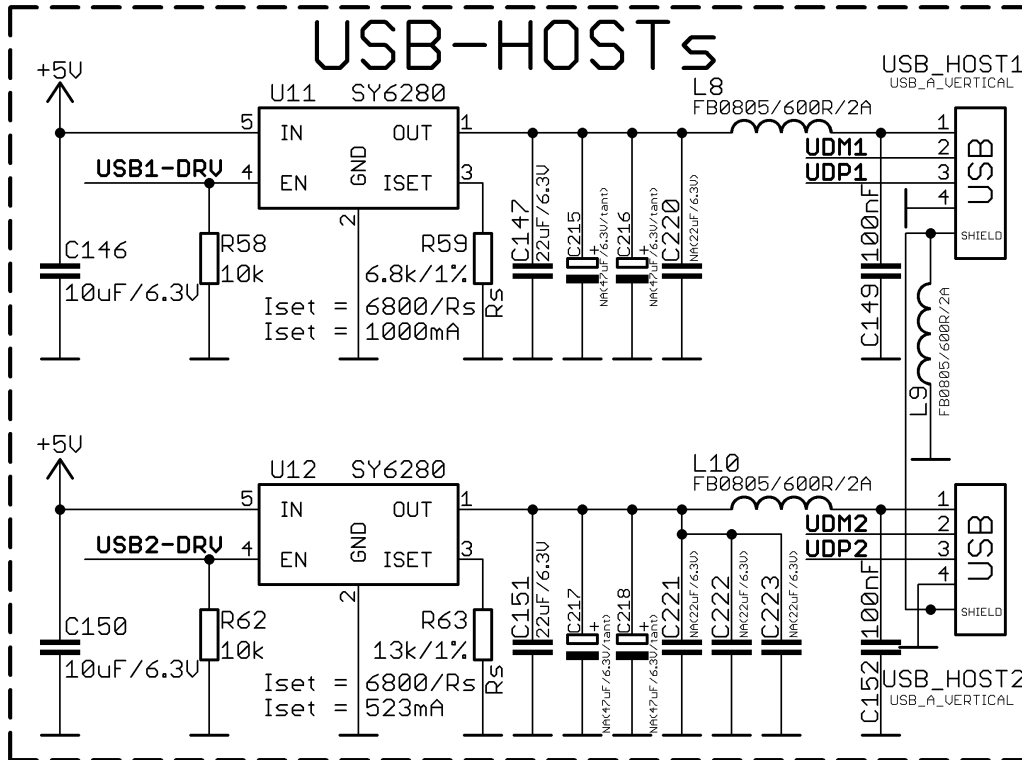 USB-HOSTs
+5V
U11 SY6280
5 IN OUT 1
USB1-DRV 4 EN GND ISET 3
2
C146
10uF/6.3V
R58
10k
R59
6.8k/1%
Rs
Iset = 6800/Rs
Iset = 1000mA
C147
22uF/6.3V
C215
NA(47uF/6.3V/tant)
+
C216
NA(47uF/6.3V/tant)
+
C220
NA(22uF/6.3V)
L8
FB0805/600R/2A
UDM1
UDP1
C149
100nF
USB_HOST1
USB_A_VERTICAL
1
2
3
4
USB
SHIELD
L9
FB0805/600R/2A
+5V
U12 SY6280
5 IN OUT 1
USB2-DRV 4 EN GND ISET 3
2
C150
10uF/6.3V
R62
10k
R63
13k/1%
Rs
Iset = 6800/Rs
Iset = 523mA
C151
22uF/6.3V
C217
NA(47uF/6.3V/tant)
+
C218
NA(47uF/6.3V/tant)
+
C221
NA(22uF/6.3V)
C222
NA(22uF/6.3V)
C223
NA(22uF/6.3V)
L10
FB0805/600R/2A
UDM2
UDP2
C152
100nF
1
2
3
4
USB
SHIELD
USB_HOST2
USB_A_VERTICAL